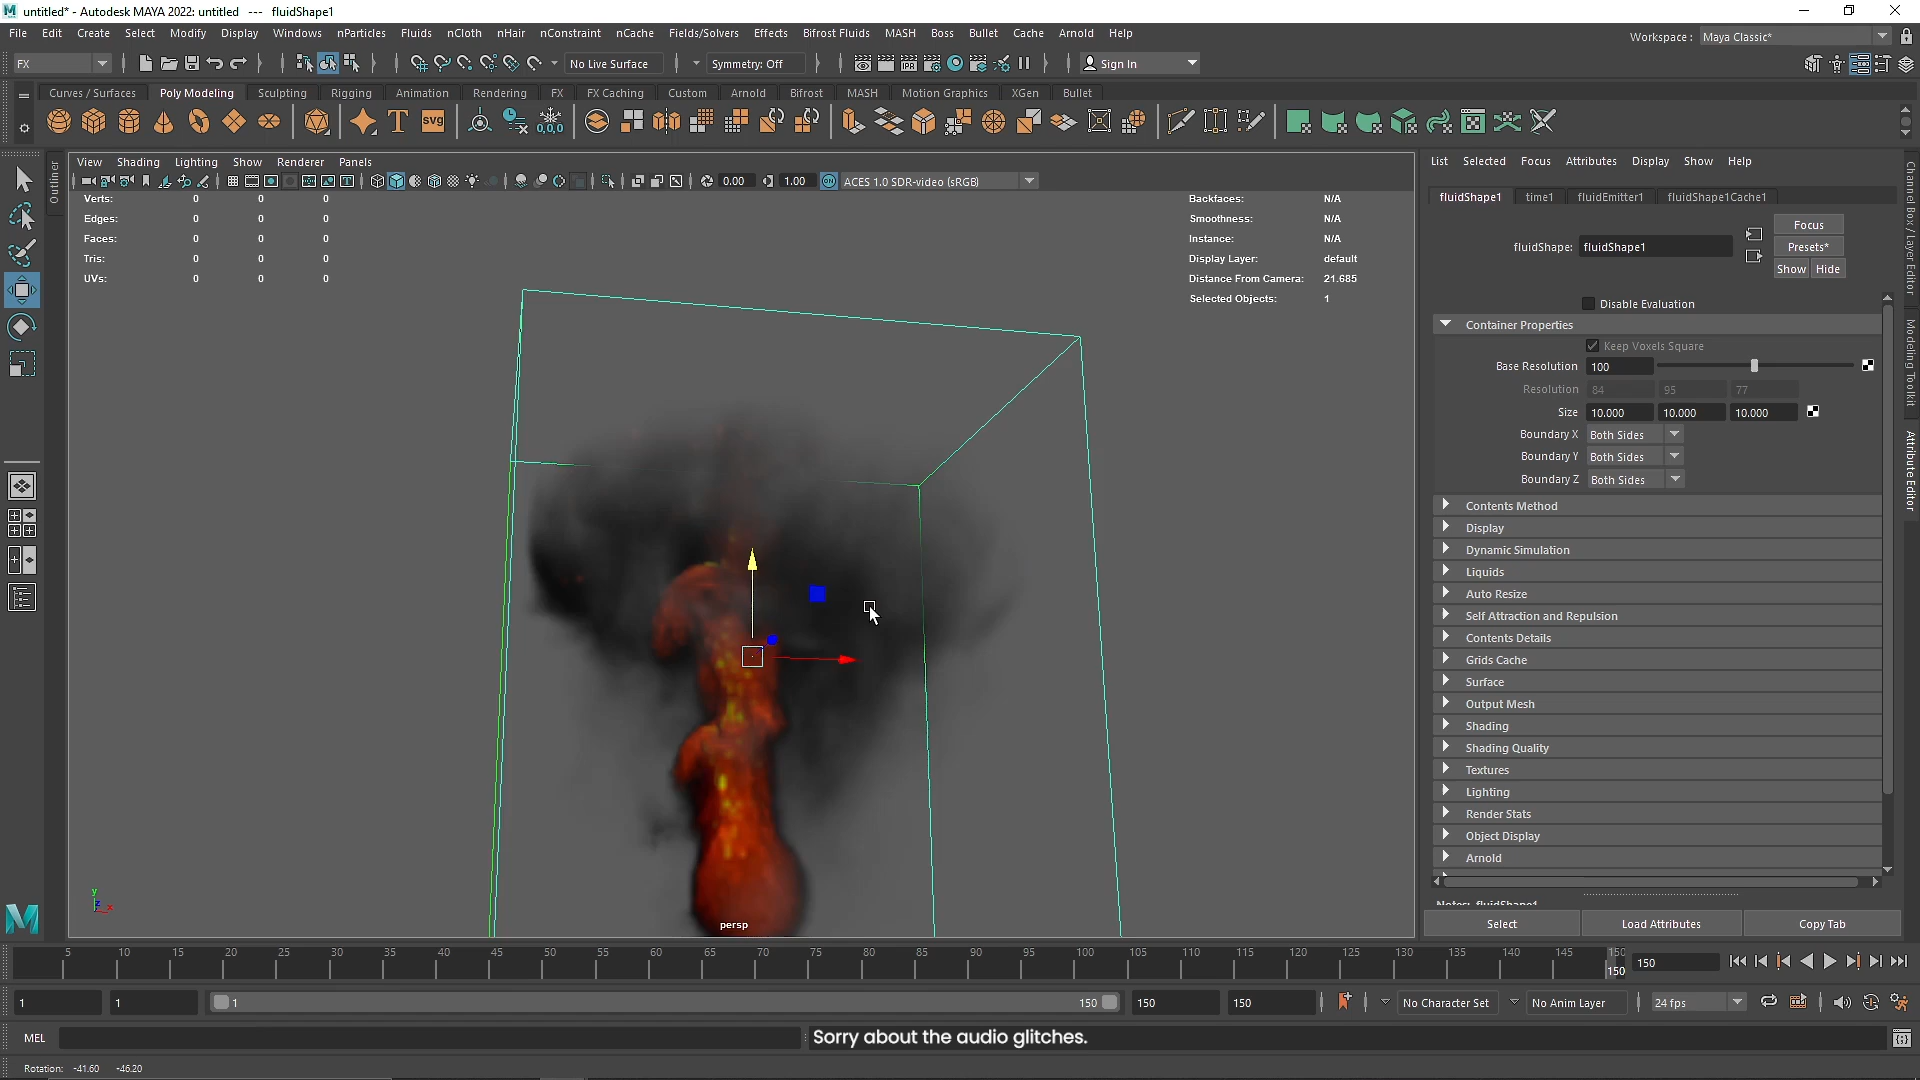 untitled* - Autodesk MAYA 2022: untitled --- fluidShape1
File Edit Create Select Modify Display Windows nParticles Fluids nCloth nHair nConstraint nCache Fields/Solvers Effects Bifrost Fluids MASH Boss Bullet Cache Arnold Help
Workspace : Maya Classic*
FX No Live Surface Symmetry: Off Sign In
Curves / Surfaces Poly Modeling Sculpting Rigging Animation Rendering FX FX Caching Custom Arnold Bifrost MASH Motion Graphics XGen Bullet
View Shading Lighting Show Renderer Panels
0.00 1.00 ACES 1.0 SDR-video (sRGB)
Outliner
Verts: 0 0 0
Edges: 0 0 0
Faces: 0 0 0
Tris: 0 0 0
UVs: 0 0 0
Backfaces: N/A
Smoothness: N/A
Instance: N/A
Display Layer: default
Distance From Camera: 21.685
Selected Objects: 1
persp
List Selected Focus Attributes Display Show Help
fluidShape1 time1 fluidEmitter1 fluidShape1Cache1
fluidShape: fluidShape1
Focus
Presets*
Show Hide
Disable Evaluation
Container Properties
Keep Voxels Square
Base Resolution 100
Resolution 84 95 77
Size 10.000 10.000 10.000
Boundary X Both Sides
Boundary Y Both Sides
Boundary Z Both Sides
Contents Method
Display
Dynamic Simulation
Liquids
Auto Resize
Self Attraction and Repulsion
Contents Details
Grids Cache
Surface
Output Mesh
Shading
Shading Quality
Textures
Lighting
Render Stats
Object Display
Arnold
Notes: fluidShape1
Select Load Attributes Copy Tab
Channel Box / Layer Editor
Modeling Toolkit
Attribute Editor
5 10 15 20 25 30 35 40 45 50 55 60 65 70 75 80 85 90 95 100 105 110 115 120 125 130 135 140 145 150
150
150
1 1 1 150 150 150 No Character Set No Anim Layer 24 fps
MEL
Sorry about the audio glitches.
Rotation: -41.60 -46.20